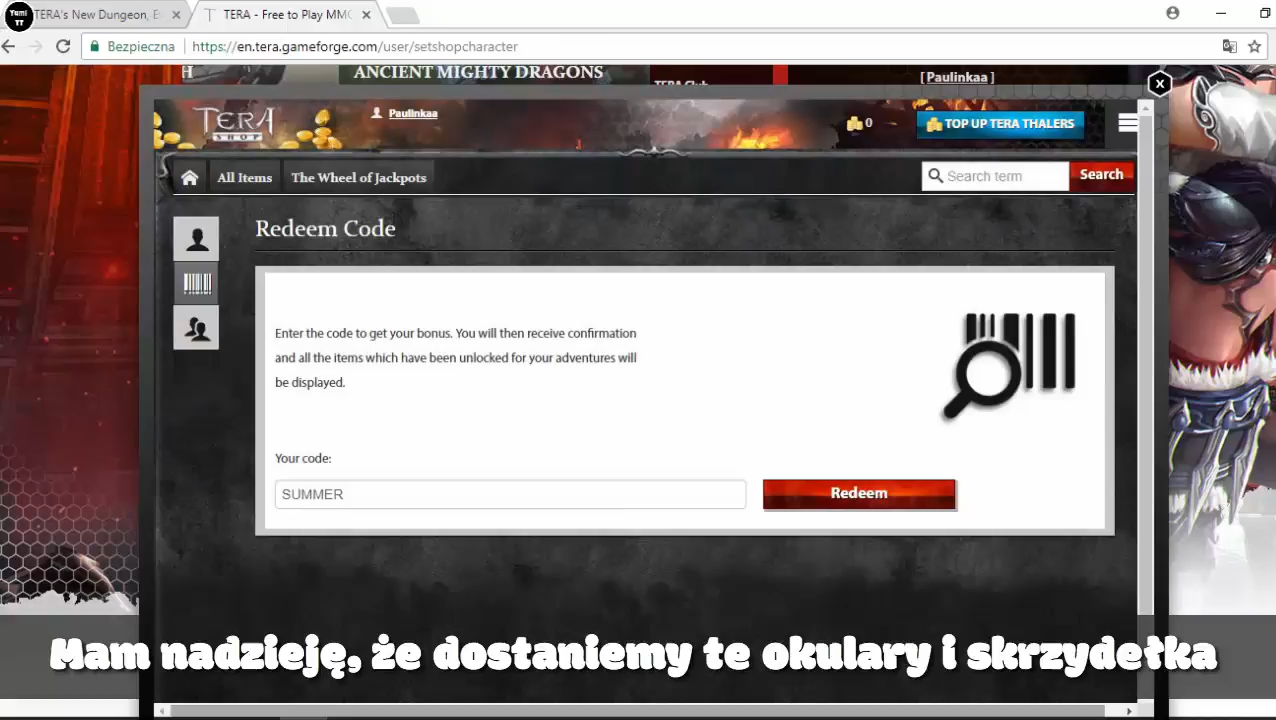 Yumi
TT
TERA's New Dungeon, E
TERA - Free to Play MMO
Bezpieczna
https://en.tera.gameforge.com/user/setshopcharacter
H
ANCIENT MIGHTY DRAGONS
TERA Club
[ Paulinkaa ]
X
TERA
SHOP
Paulinkaa
0
TOP UP TERA THALERS
All Items
The Wheel of Jackpots
Search term
Search
Redeem Code
Enter the code to get your bonus. You will then receive confirmation
and all the items which have been unlocked for your adventures will
be displayed.
Your code:
SUMMER
Redeem
Mam nadzieję, że dostaniemy te okulary i skrzydełka